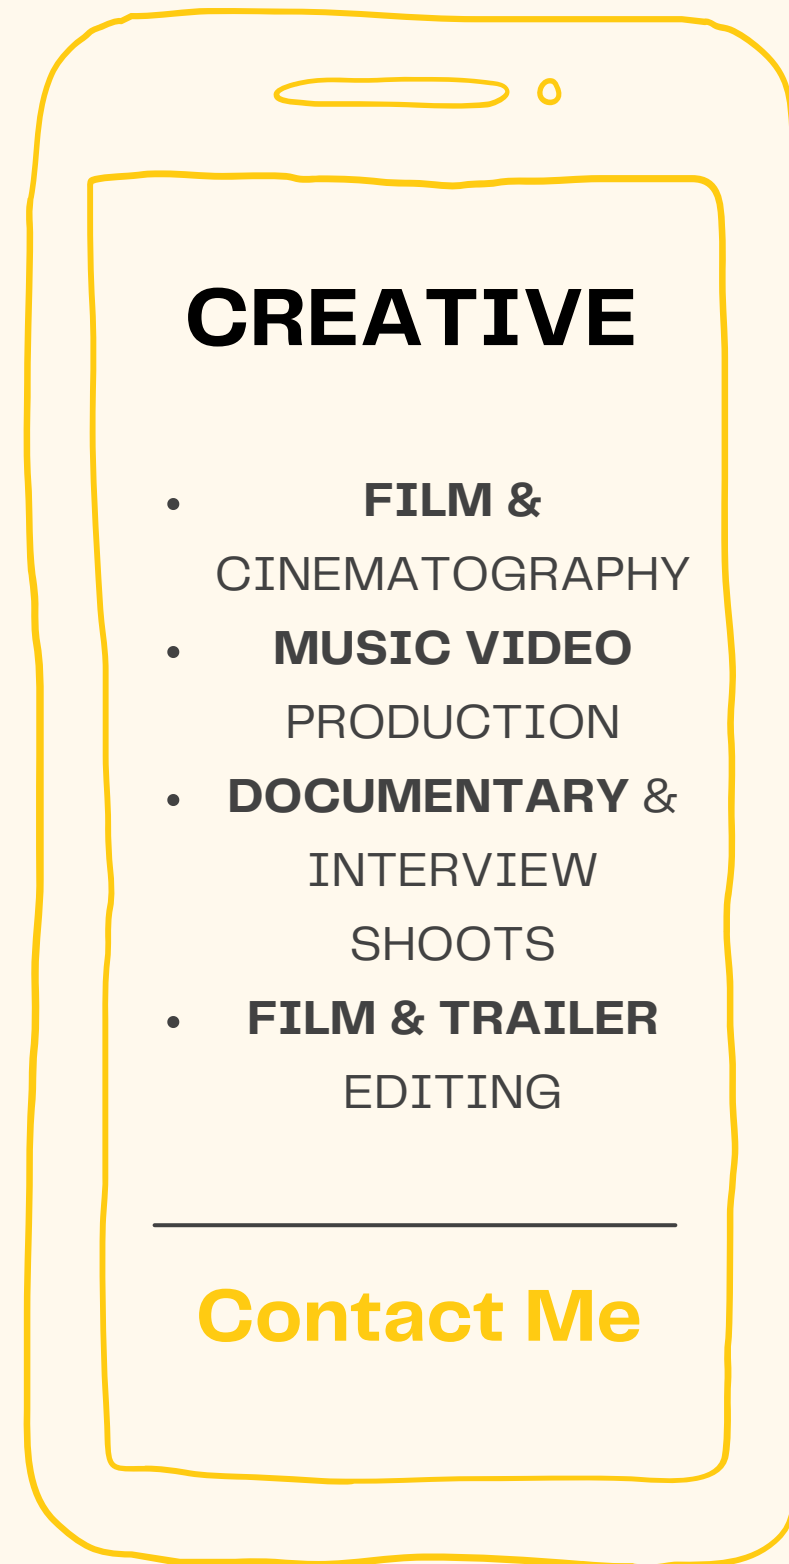 CREATIVE
• FILM &
CINEMATOGRAPHY
• MUSIC VIDEO
PRODUCTION
• DOCUMENTARY &
INTERVIEW
SHOOTS
• FILM & TRAILER
EDITING
Contact Me